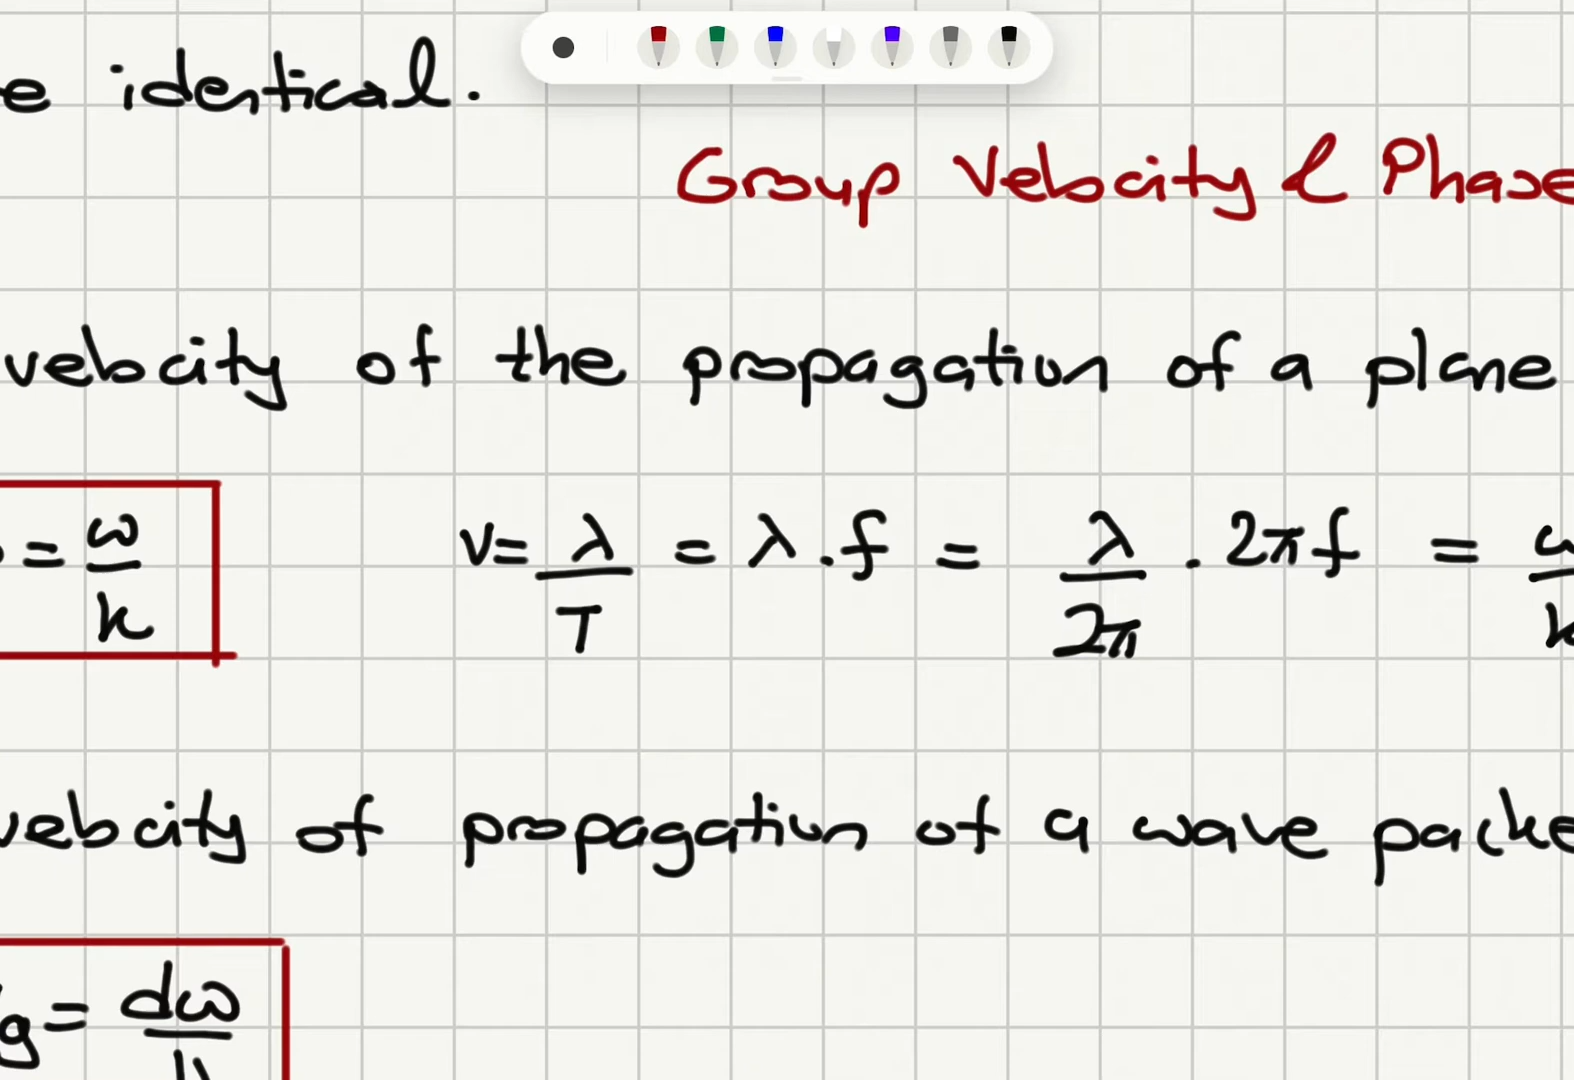 e identical.
Group Velocity & Phase
velocity of the propagation of a plane
= ω/k
v = λ/T = λ . f = λ/2π . 2πf = ω/k
velocity of propagation of a wave packe
g = dω/